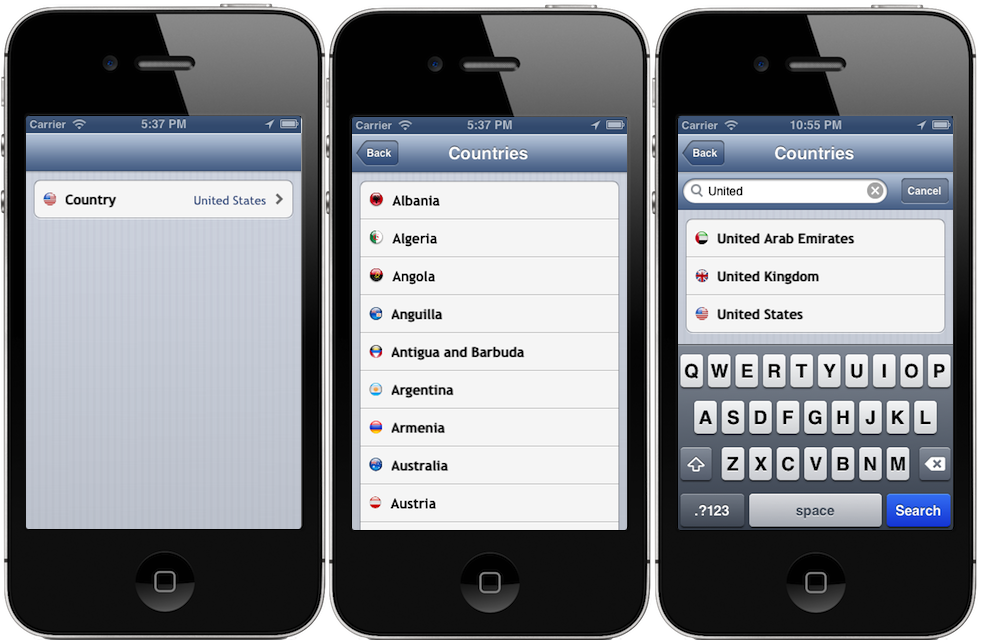 Carrier 5:37 PM
Country United States
Carrier 5:37 PM
Back Countries
Albania
Algeria
Angola
Anguilla
Antigua and Barbuda
Argentina
Armenia
Australia
Austria
Carrier 10:55 PM
Back Countries
United Cancel
United Arab Emirates
United Kingdom
United States
Q W E R T Y U I O P
A S D F G H J K L
Z X C V B N M
.?123 space Search